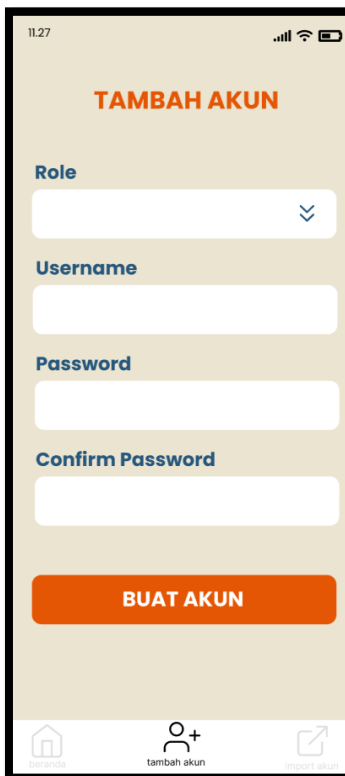 11.27
TAMBAH AKUN
Role
Username
Password
Confirm Password
BUAT AKUN
beranda
tambah akun
import akun